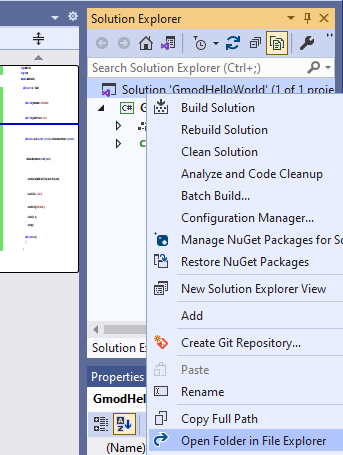 Solution Explorer
Search Solution Explorer (Ctrl+;)
Solution 'GmodHelloWorld' (1 of 1 proje
C#
Build Solution
Rebuild Solution
Clean Solution
Analyze and Code Cleanup
Batch Build...
Configuration Manager...
Manage NuGet Packages for So
Restore NuGet Packages
New Solution Explorer View
Add
Solution Ex
Create Git Repository...
Properties
Paste
GmodHel
Rename
Copy Full Path
Open Folder in File Explorer
(Name)